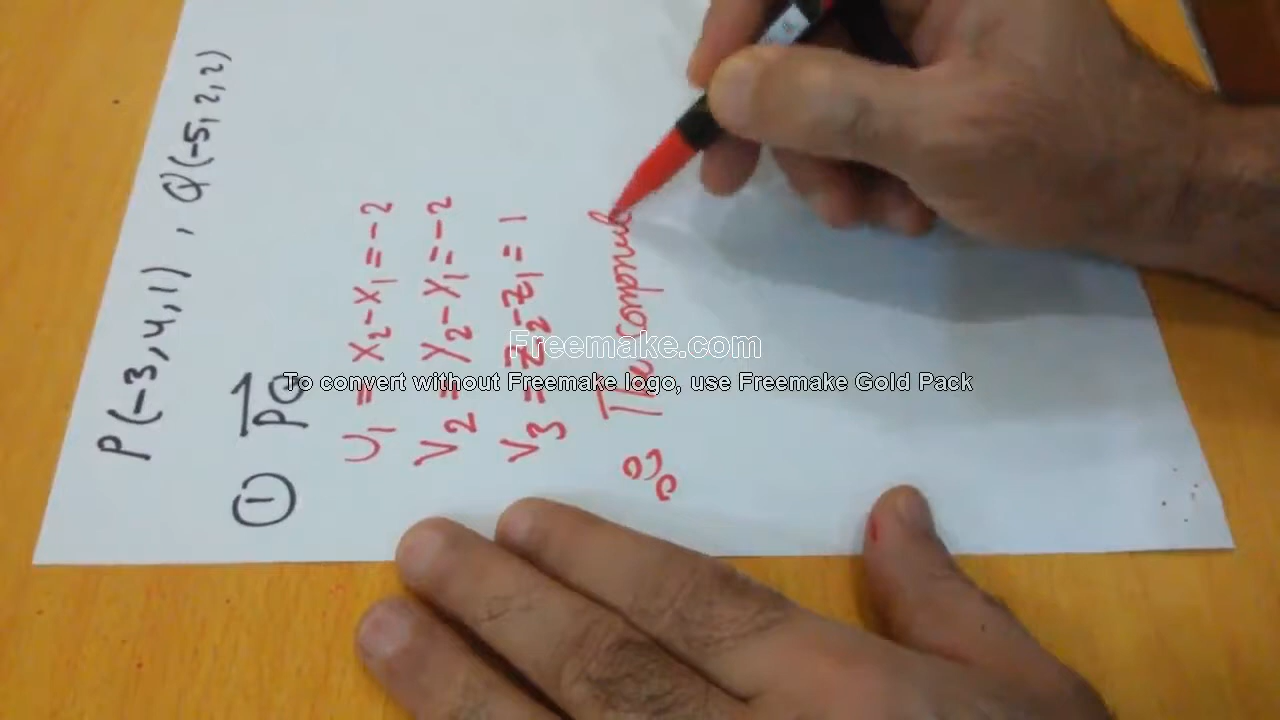 P(-3,4,1), Q(-5,2,2)
① PQ
V1 = X2-X1 = -2
V2 = Y2-Y1 = -2
V3 = Z2-Z1 = 1
So The
Freemake.com
To convert without Freemake logo, use Freemake Gold Pack